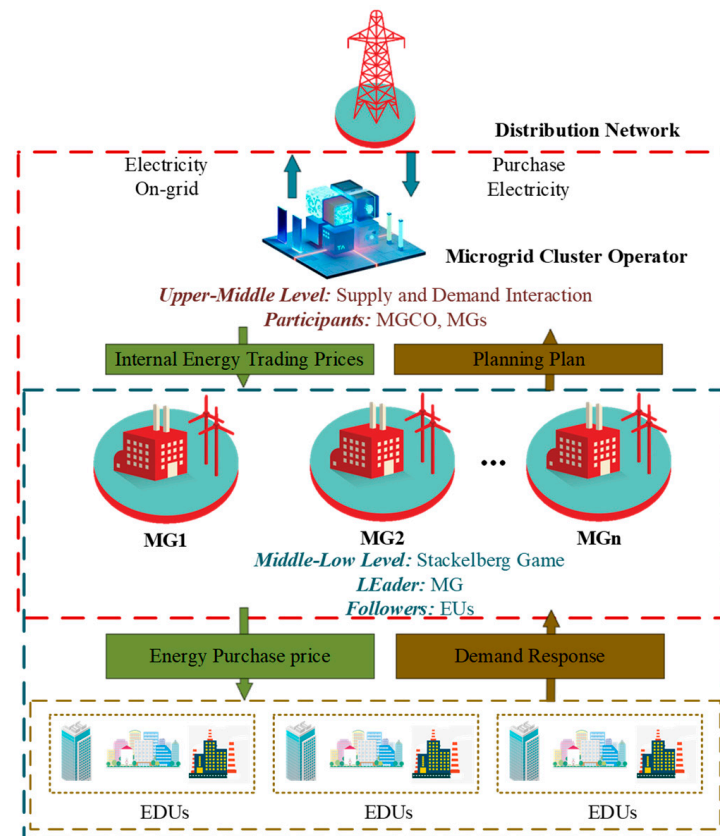 Distribution Network
Electricity
On-grid
Purchase
Electricity
Microgrid Cluster Operator
Upper-Middle Level: Supply and Demand Interaction
Participants: MGCO, MGs
Internal Energy Trading Prices
Planning Plan
...
MG1
MG2
MGn
Middle-Low Level: Stackelberg Game
LEader: MG
Followers: EUs
Energy Purchase price
Demand Response
EDUs
EDUs
EDUs